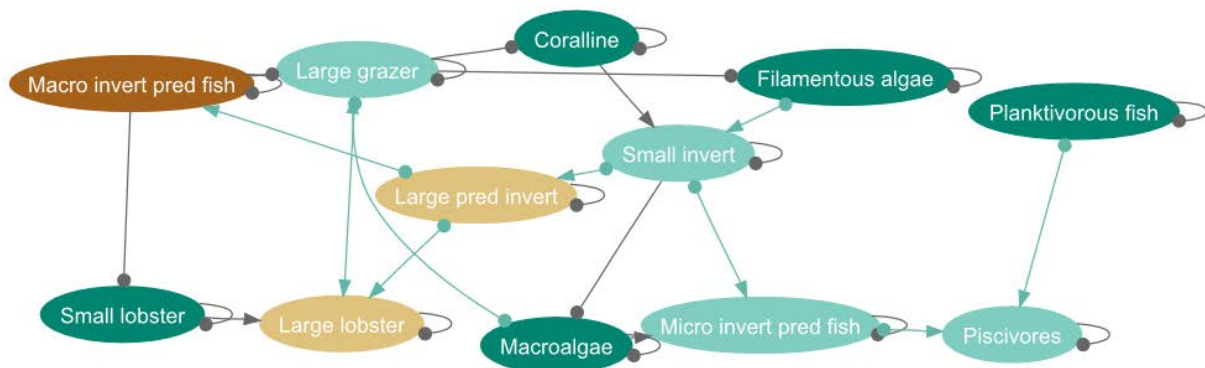 Coralline
Large grazer
Macro invert pred fish
Filamentous algae
Planktivorous fish
Small invert
Large pred invert
Small lobster
Large lobster
Macroalgae
Micro invert pred fish
Piscivores